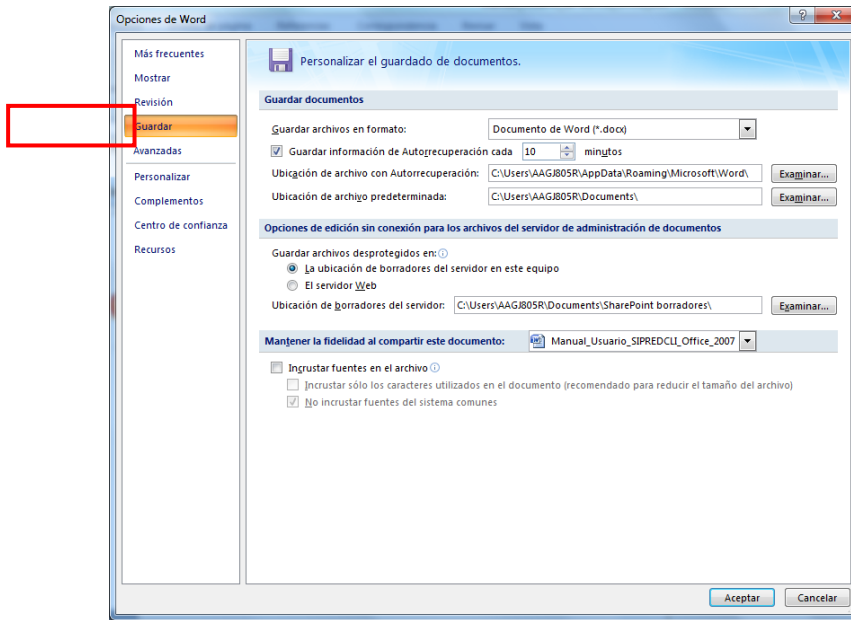 Opciones de Word
Más frecuentes
Mostrar
Revisión
Guardar
Avanzadas
Personalizar
Complementos
Centro de confianza
Recursos
Personalizar el guardado de documentos.
Guardar documentos
Guardar archivos en formato: Documento de Word (*.docx)
Guardar información de Autorrecuperación cada 10 minutos
Ubicación de archivo con Autorrecuperación: C:\Users\AAGJ805R\AppData\Roaming\Microsoft\Word\ Examinar...
Ubicación de archivo predeterminada: C:\Users\AAGJ805R\Documents\ Examinar...
Opciones de edición sin conexión para los archivos del servidor de administración de documentos
Guardar archivos desprotegidos en:
La ubicación de borradores del servidor en este equipo
El servidor Web
Ubicación de borradores del servidor: C:\Users\AAGJ805R\Documents\SharePoint borradores\ Examinar...
Mantener la fidelidad al compartir este documento: Manual_Usuario_SIPREDCLI_Office_2007
Incrustar fuentes en el archivo
Incrustar sólo los caracteres utilizados en el documento (recomendado para reducir el tamaño del archivo)
No incrustar fuentes del sistema comunes
Aceptar Cancelar